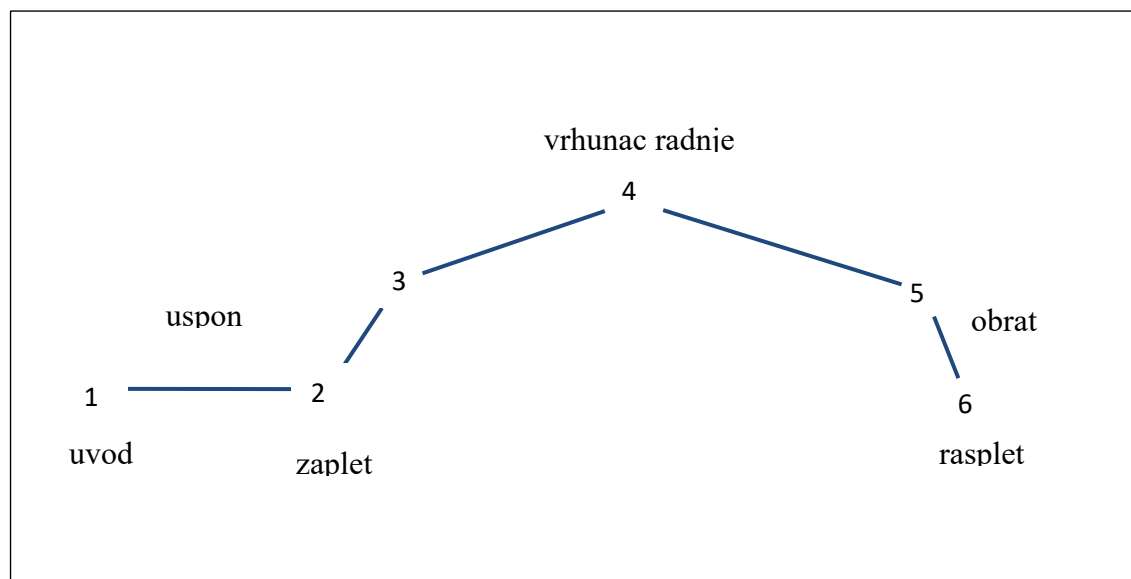 vrhunac radnje
4
3
5
uspon
obrat
1
2
6
uvod
zaplet
rasplet